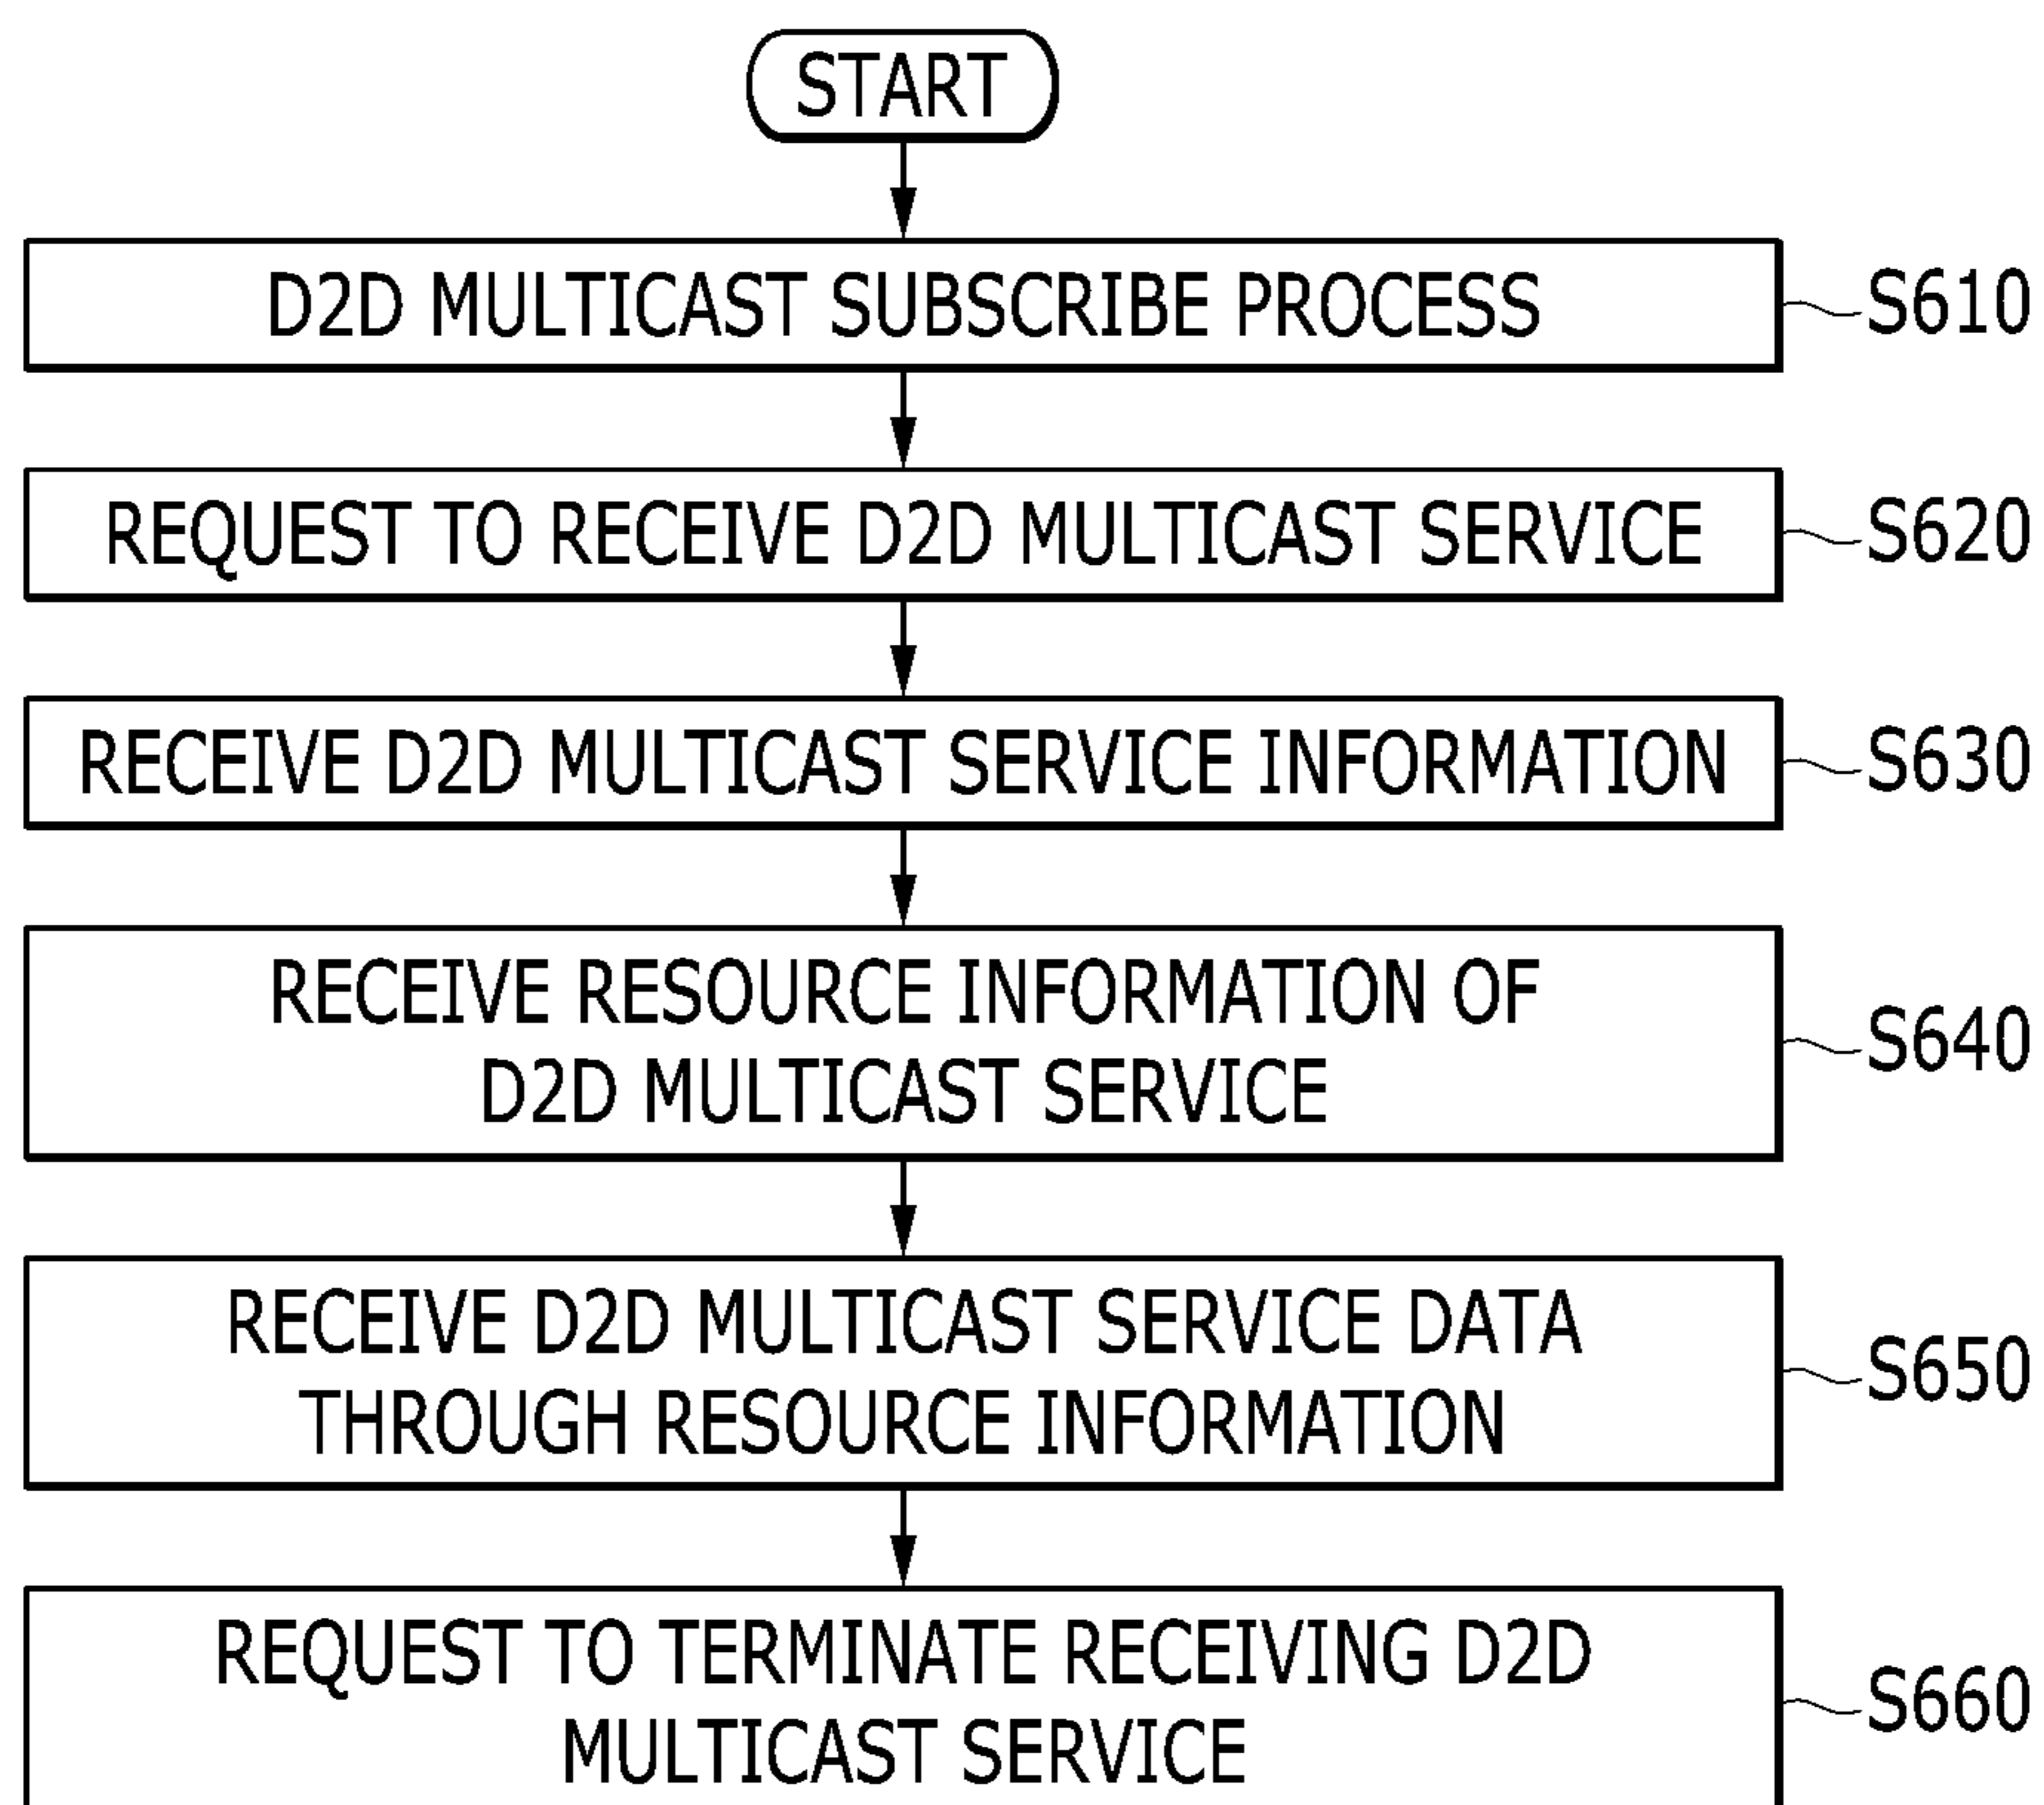 START
D2D MULTICAST SUBSCRIBE PROCESS
S610
REQUEST TO RECEIVE D2D MULTICAST SERVICE
S620
RECEIVE D2D MULTICAST SERVICE INFORMATION
S630
RECEIVE RESOURCE INFORMATION OF
D2D MULTICAST SERVICE
S640
RECEIVE D2D MULTICAST SERVICE DATA
THROUGH RESOURCE INFORMATION
S650
REQUEST TO TERMINATE RECEIVING D2D
MULTICAST SERVICE
S660